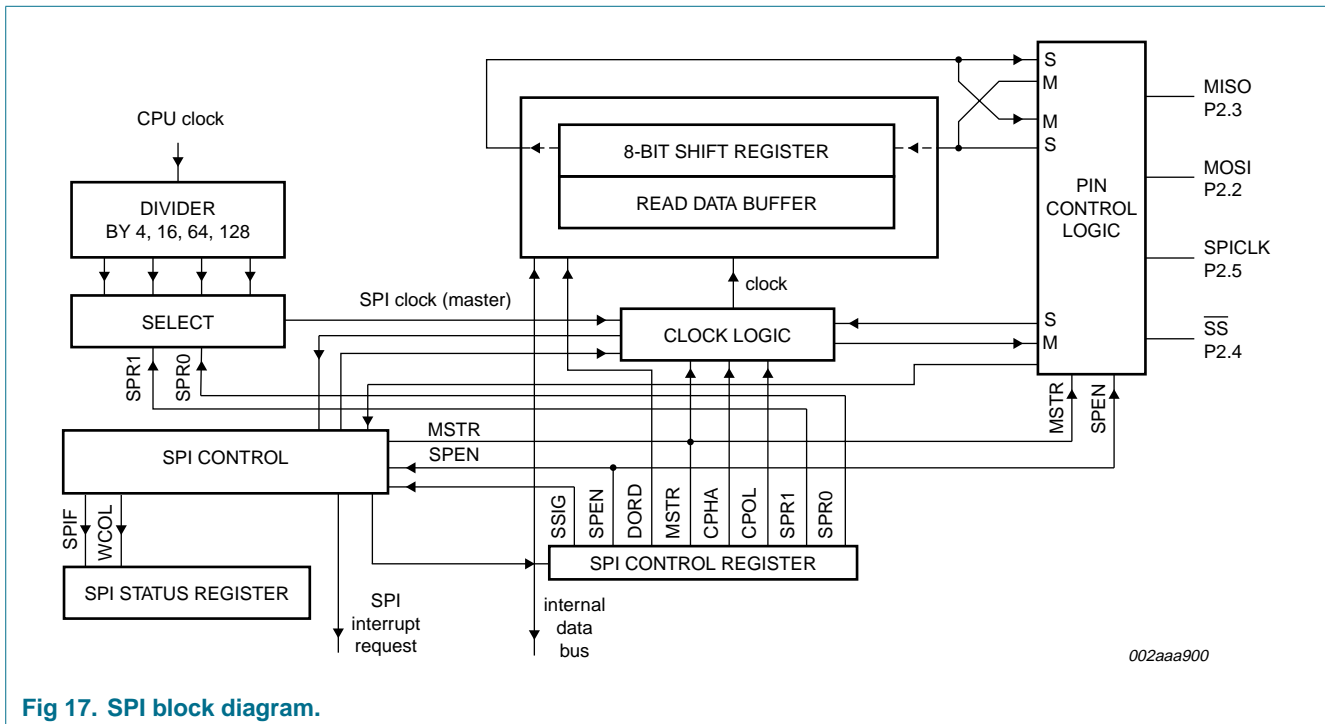 CPU clock
DIVIDER
BY 4, 16, 64, 128
SELECT
SPR1
SPR0
SPI clock (master)
8-BIT SHIFT REGISTER
READ DATA BUFFER
clock
CLOCK LOGIC
S
M
M
S
PIN
CONTROL
LOGIC
S
M
MISO
P2.3
MOSI
P2.2
SPICLK
P2.5
SS
P2.4
MSTR
SPEN
MSTR
SPEN
SPI CONTROL
SPIF
WCOL
SPI STATUS REGISTER
SPI
interrupt
request
SSIG
SPEN
DORD
MSTR
CPHA
CPOL
SPR1
SPR0
SPI CONTROL REGISTER
internal
data
bus
002aaa900
Fig 17. SPI block diagram.